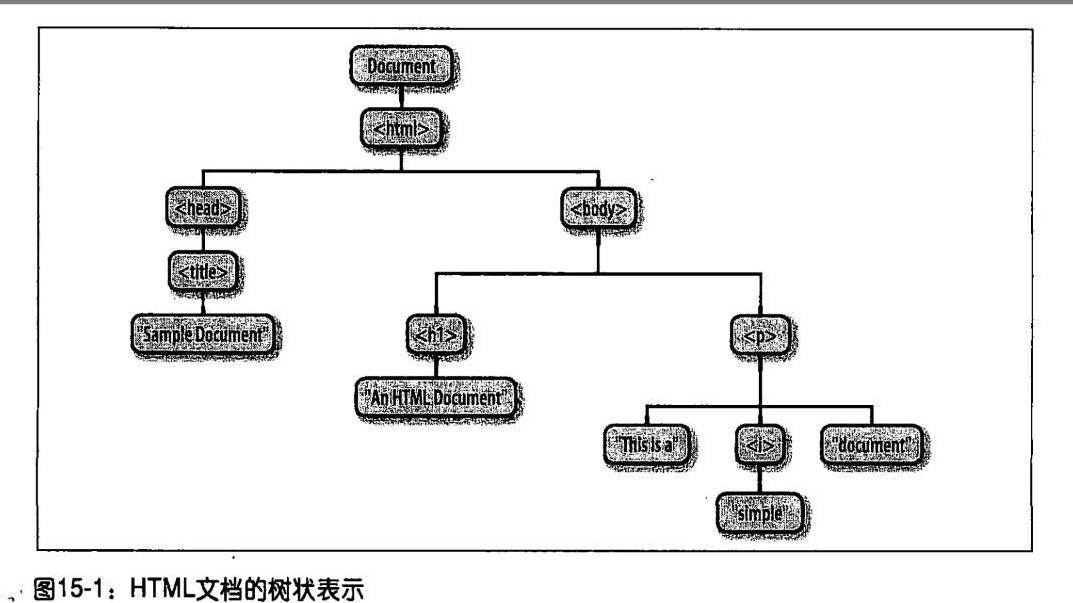 Document
<html>
<head>
<body>
<title>
"Sample Document"
<h1>
<p>
"An HTML Document"
"This is a"
<i>
"document"
"simple"
图15-1：HTML文档的树状表示